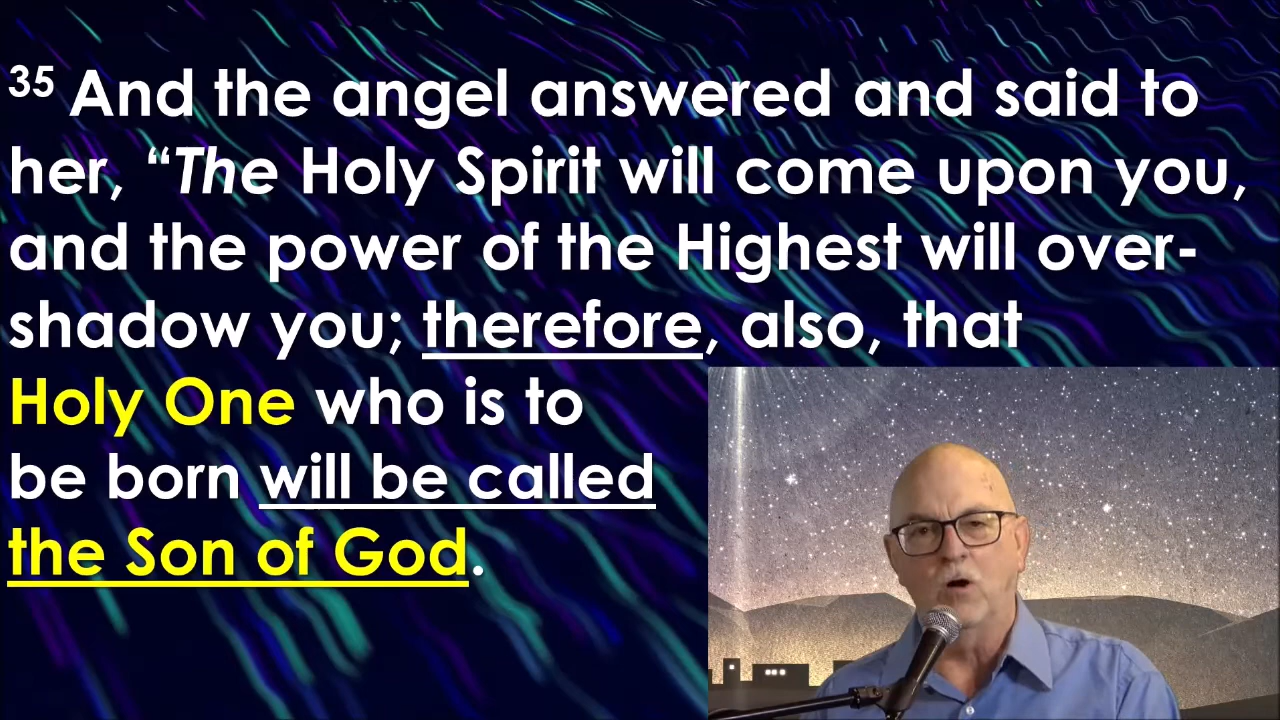 35 And the angel answered and said to
her, “The Holy Spirit will come upon you,
and the power of the Highest will over-
shadow you; therefore, also, that
Holy One who is to
be born will be called
the Son of God.